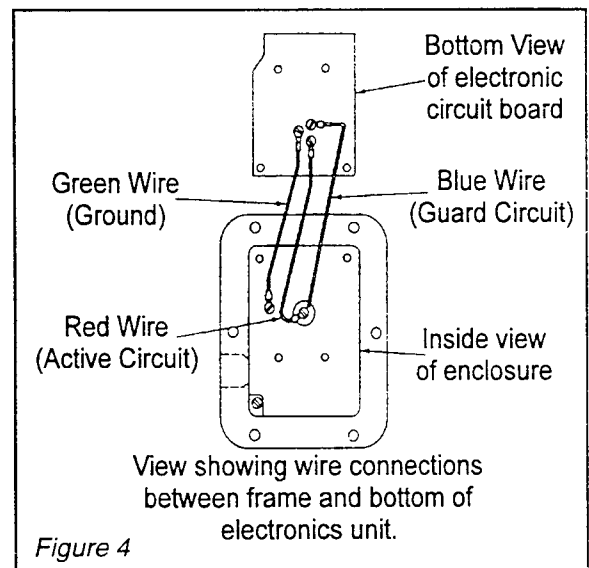 Bottom View
of electronic
circuit board
Green Wire
(Ground)
Blue Wire
(Guard Circuit)
Red Wire
(Active Circuit)
Inside view
of enclosure
View showing wire connections
between frame and bottom of
electronics unit.
Figure 4